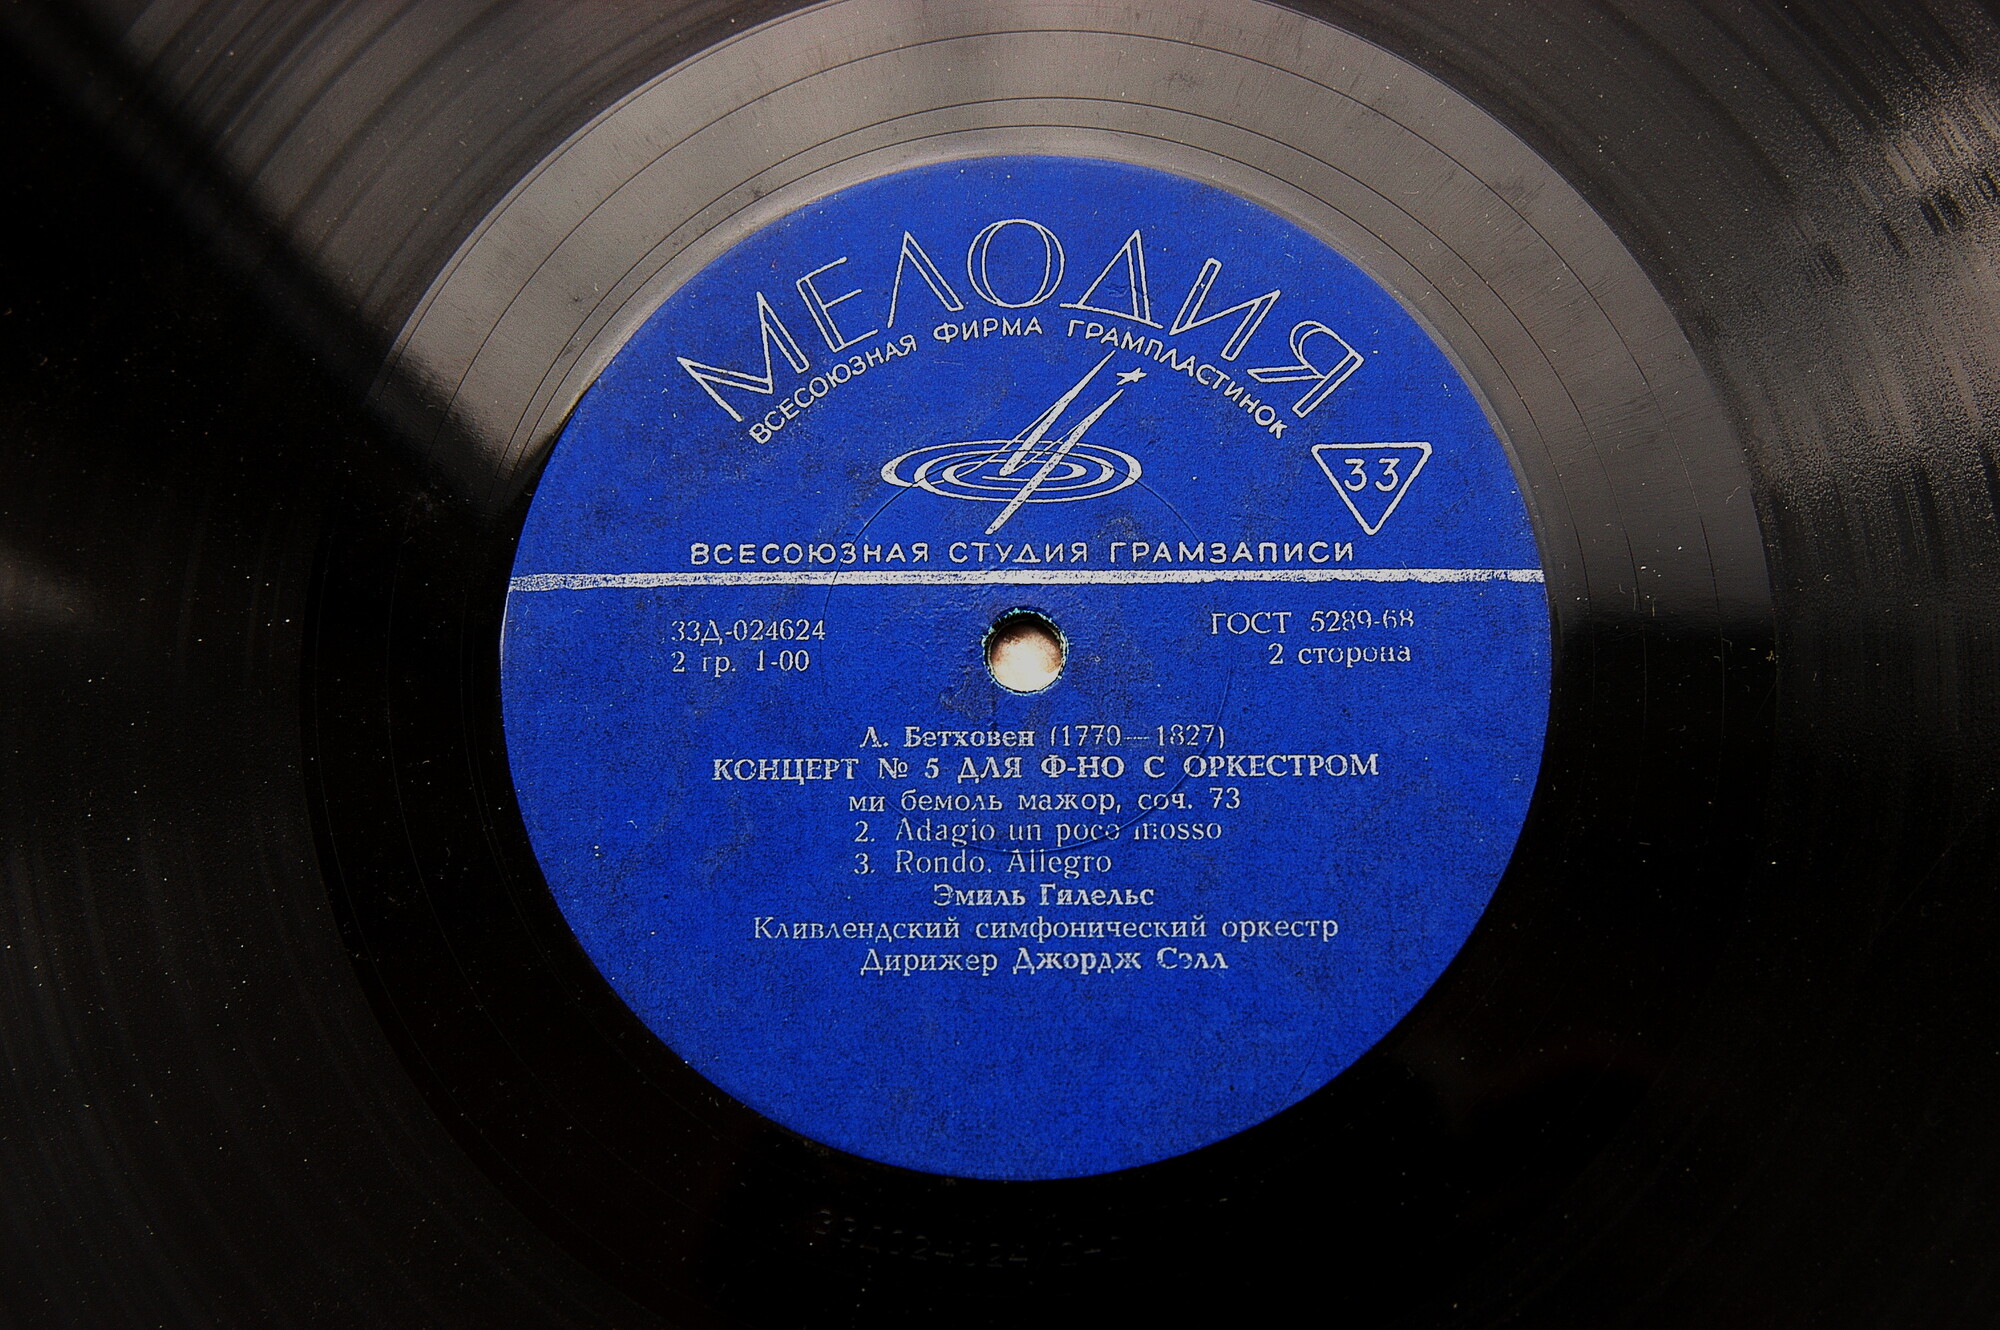 МЕЛОДИЯ
ВСЕСОЮЗНАЯ ФИРМА ГРАМПЛАСТИНОК
33
ВСЕСОЮЗНАЯ СТУДИЯ ГРАМЗАПИСИ
33Д-024624
ГОСТ 5289-68
2 гр. 1-00
2 сторона
Л. Бетховен (1770—1827)
КОНЦЕРТ № 5 ДЛЯ Ф-НО С ОРКЕСТРОМ
ми бемоль мажор, соч. 73
2. Adagio un poco mosso
3. Rondo. Allegro
Эмиль Гилельс
Кливлендский симфонический оркестр
Дирижер Джордж Сэлл